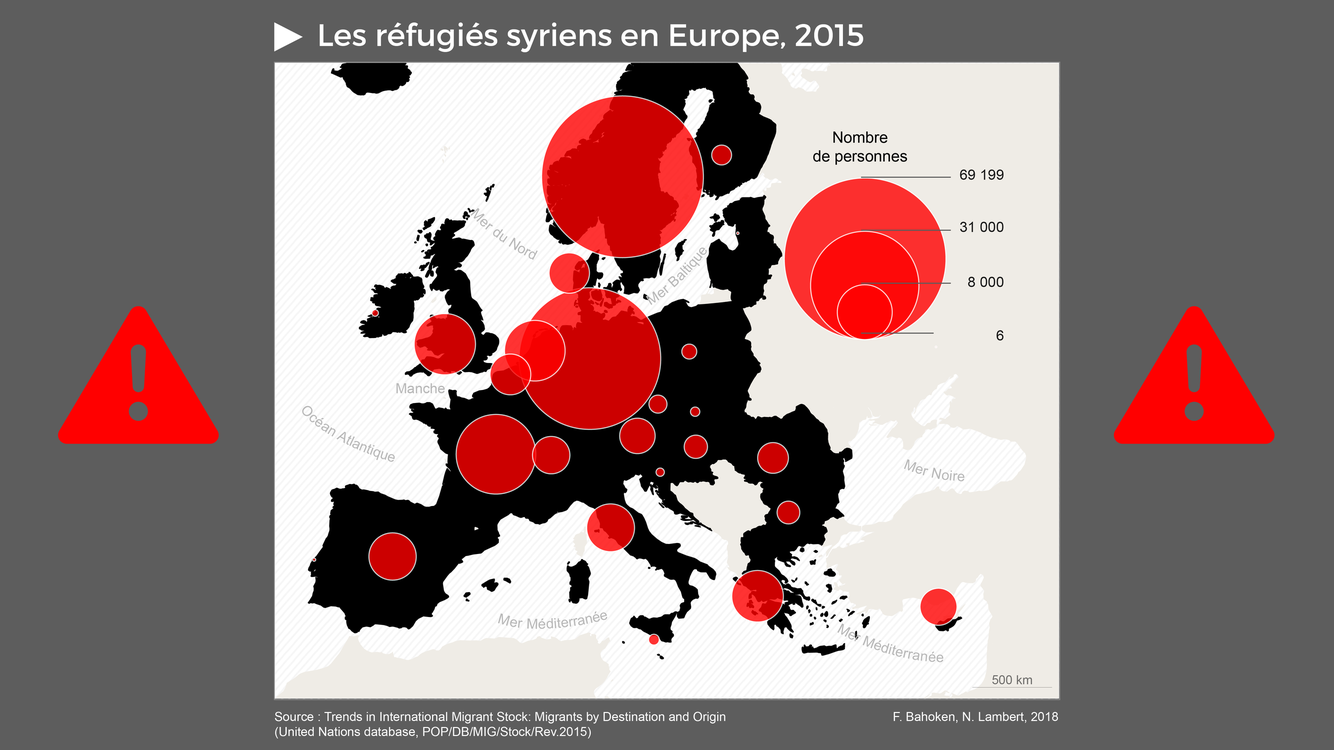 Les réfugiés syriens en Europe, 2015
Nombre
de personnes
69 199
31 000
8 000
6
Mer du Nord
Mer Baltique
Manche
Océan Atlantique
Mer Noire
Mer Méditerranée
Mer Méditerranée
500 km
Source : Trends in International Migrant Stock: Migrants by Destination and Origin
(United Nations database, POP/DB/MIG/Stock/Rev.2015)
F. Bahoken, N. Lambert, 2018
!
!